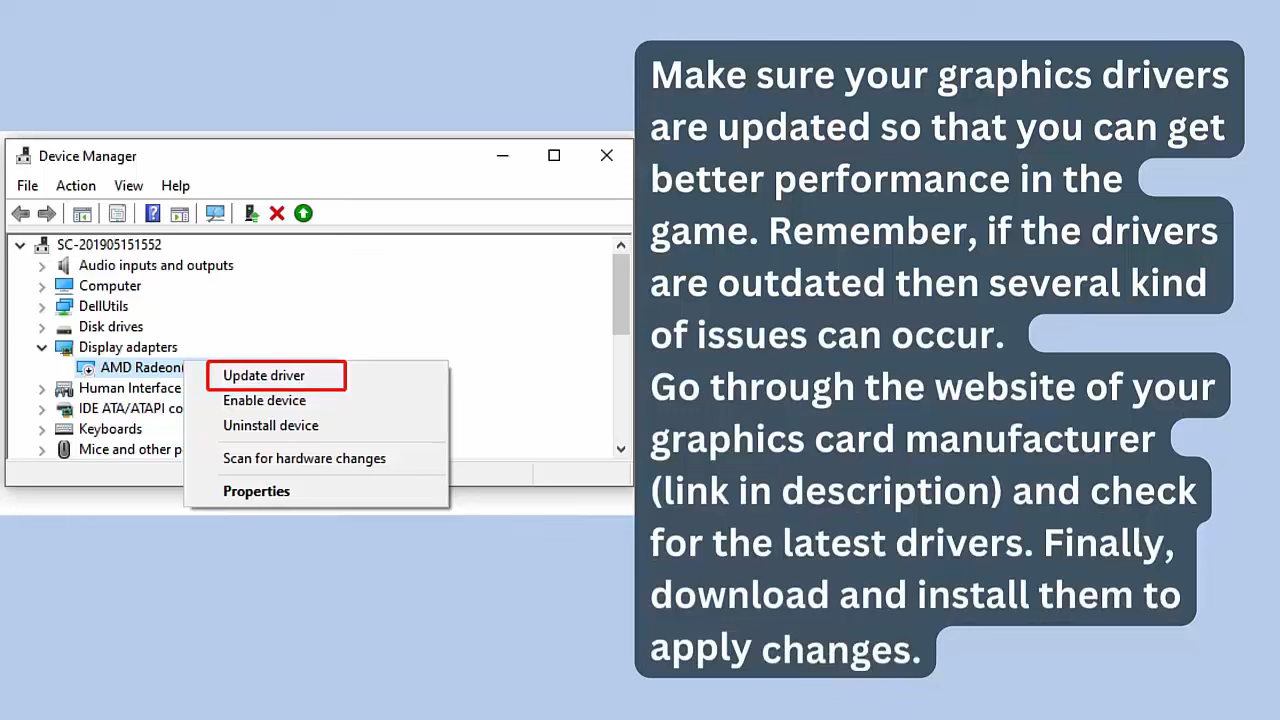 Device Manager
File Action View Help
SC-201905151552
Audio inputs and outputs
Computer
DellUtils
Disk drives
Display adapters
AMD Radeon
Human Interface
IDE ATA/ATAPI co
Keyboards
Mice and other p
Update driver
Enable device
Uninstall device
Scan for hardware changes
Properties
Make sure your graphics drivers
are updated so that you can get
better performance in the
game. Remember, if the drivers
are outdated then several kind
of issues can occur.
Go through the website of your
graphics card manufacturer
(link in description) and check
for the latest drivers. Finally,
download and install them to
apply changes.